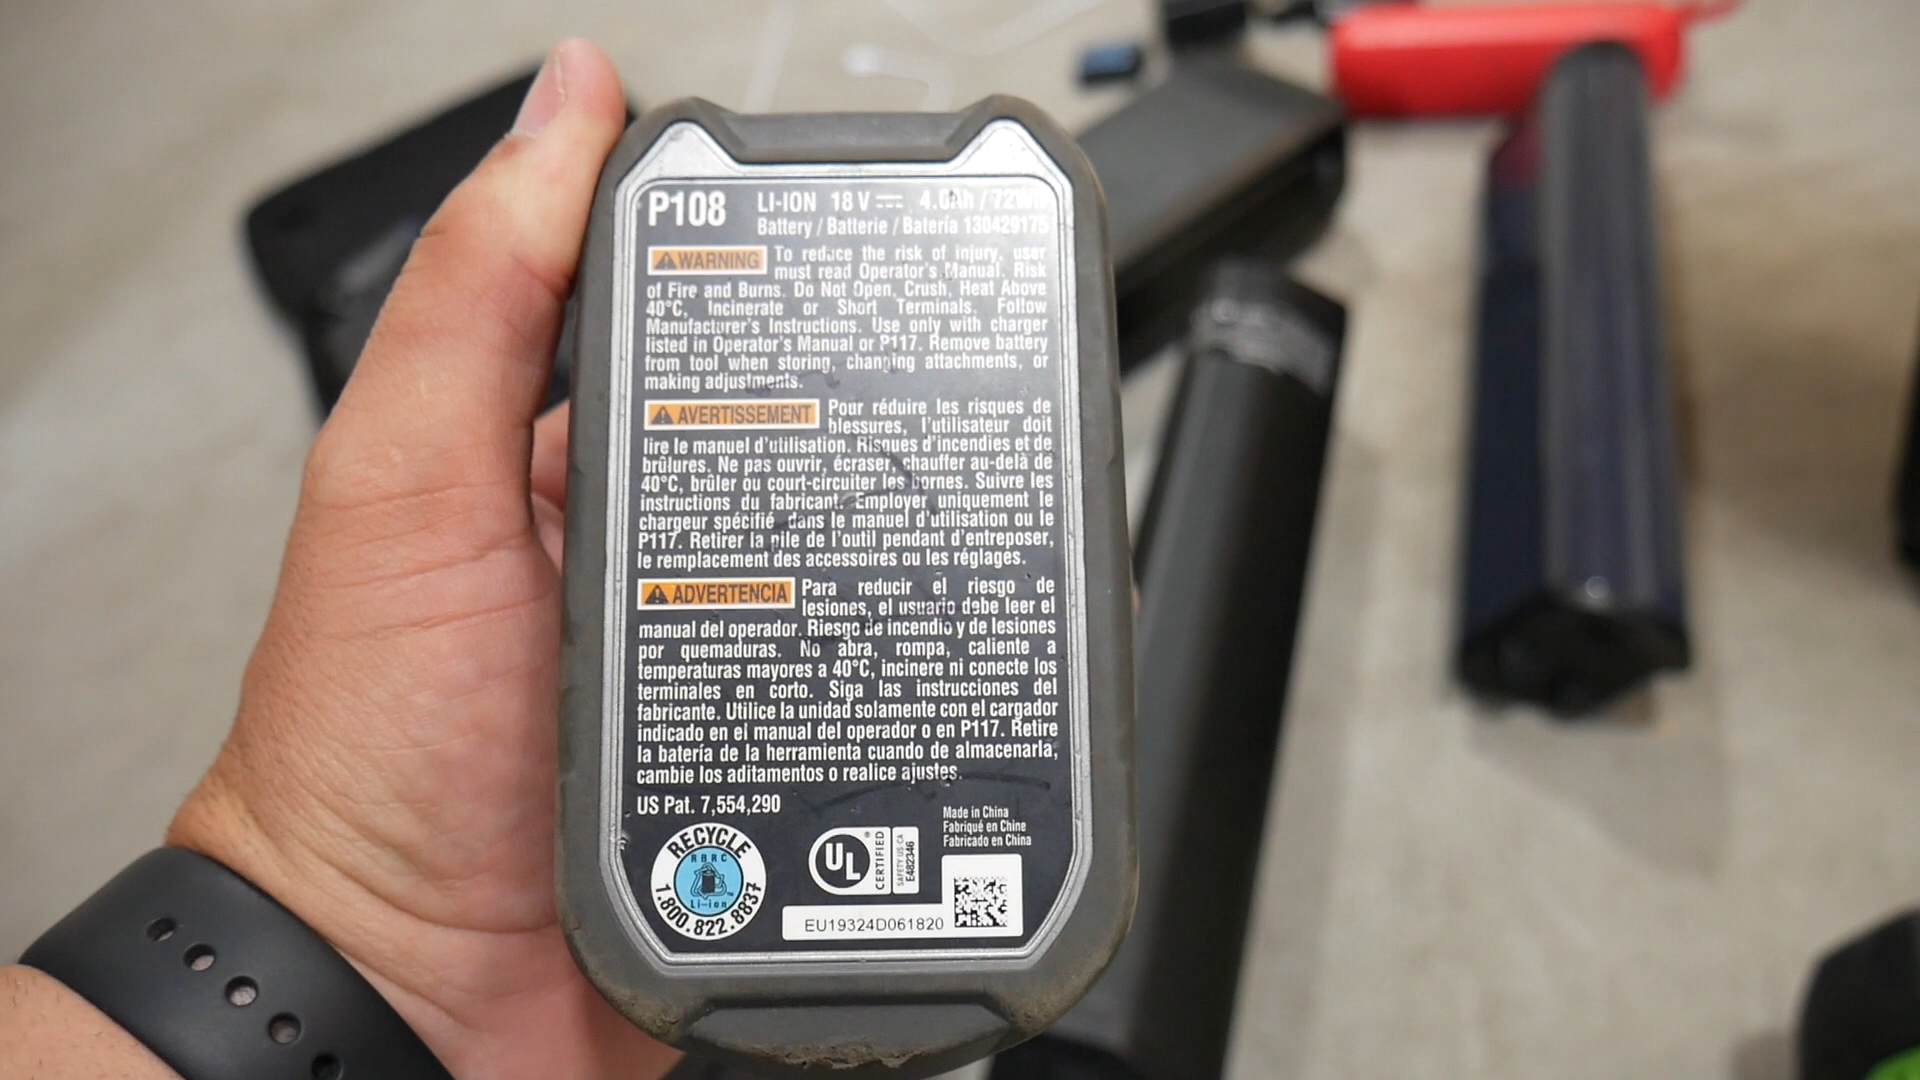 P108 LI-ION 18 V 4.0Ah / 72Wh
Battery / Batterie / Batería 130429175
WARNING To reduce the risk of injury, user
must read Operator's Manual. Risk
of Fire and Burns. Do Not Open, Crush, Heat Above
40°C, Incinerate or Short Terminals. Follow
Manufacturer's Instructions. Use only with charger
listed in Operator's Manual or P117. Remove battery
from tool when storing, changing attachments, or
making adjustments.
AVERTISSEMENT Pour réduire les risques de
blessures, l'utilisateur doit
lire le manuel d'utilisation. Risques d'incendies et de
brûlures. Ne pas ouvrir, écraser, chauffer au-delà de
40°C, brûler ou court-circuiter les bornes. Suivre les
instructions du fabricant. Employer uniquement le
chargeur spécifié dans le manuel d'utilisation ou le
P117. Retirer la pile de l'outil pendant d'entreposer,
le remplacement des accessoires ou les réglages.
ADVERTENCIA Para reducir el riesgo de
lesiones, el usuario debe leer el
manual del operador. Riesgo de incendio y de lesiones
por quemaduras. No abra, rompa, caliente a
temperaturas mayores a 40°C, incinere ni conecte los
terminales en corto. Siga las instrucciones del
fabricante. Utilice la unidad solamente con el cargador
indicado en el manual del operador o en P117. Retire
la batería de la herramienta cuando de almacenarla,
cambie los aditamentos o realice ajustes.
US Pat. 7,554,290
Made in China
Fabriqué en Chine
Fabricado en China
RECYCLE
RBRC
Li-ion
1.800.822.8837
UL ® CERTIFIED
SAFETY US CA
E482346
EU19324D061820